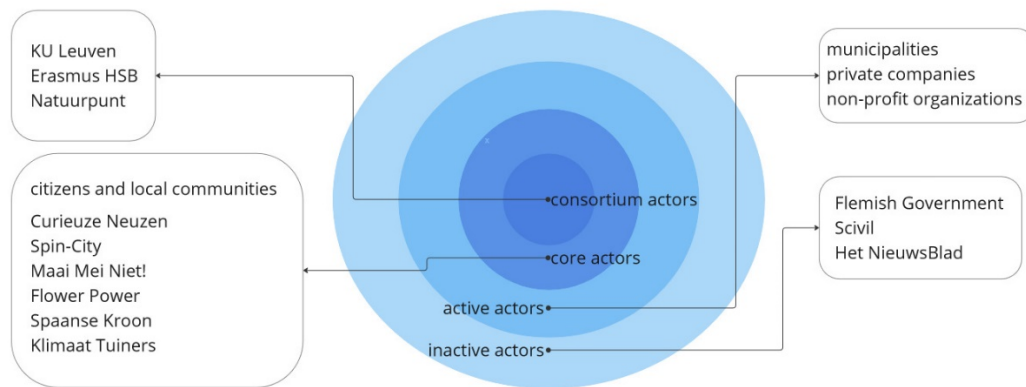 KU Leuven
Erasmus HSB
Natuurpunt
citizens and local communities
Curieuze Neuzen
Spin-City
Maai Mei Niet!
Flower Power
Spaanse Kroon
Klimaat Tuiners
consortium actors
core actors
active actors
inactive actors
municipalities
private companies
non-profit organizations
Flemish Government
Scivil
Het NieuwsBlad